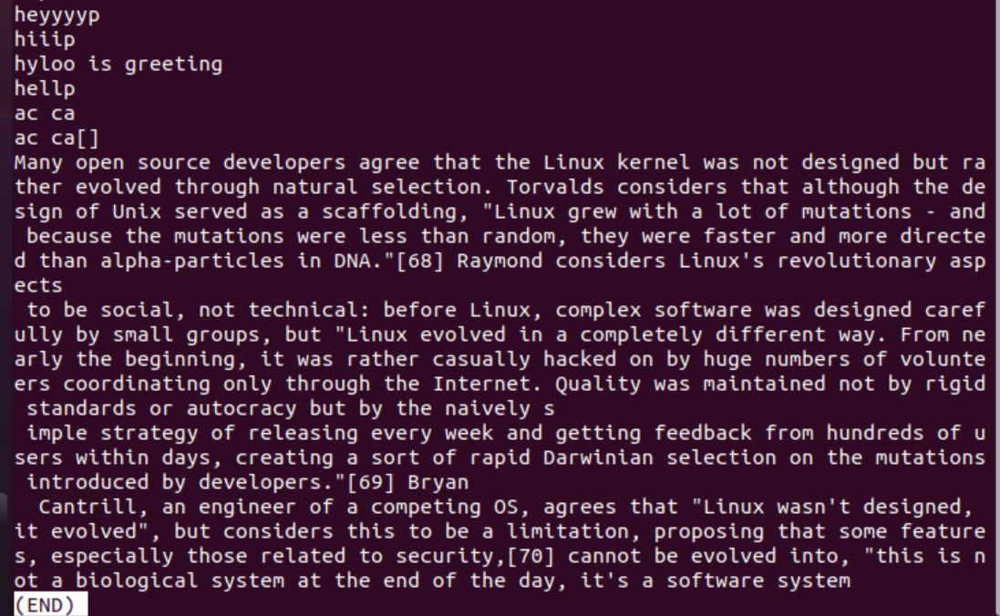 heyyyyp
hiiip
hyloo is greeting
hellp
ac ca
ac ca[]
Many open source developers agree that the Linux kernel was not designed but ra
ther evolved through natural selection. Torvalds considers that although the de
sign of Unix served as a scaffolding, "Linux grew with a lot of mutations - and
 because the mutations were less than random, they were faster and more directe
d than alpha-particles in DNA."[68] Raymond considers Linux's revolutionary asp
ects
 to be social, not technical: before Linux, complex software was designed caref
ully by small groups, but "Linux evolved in a completely different way. From ne
arly the beginning, it was rather casually hacked on by huge numbers of volunte
ers coordinating only through the Internet. Quality was maintained not by rigid
 standards or autocracy but by the naively s
 imple strategy of releasing every week and getting feedback from hundreds of u
sers within days, creating a sort of rapid Darwinian selection on the mutations
 introduced by developers."[69] Bryan
  Cantrill, an engineer of a competing OS, agrees that "Linux wasn't designed,
it evolved", but considers this to be a limitation, proposing that some feature
s, especially those related to security,[70] cannot be evolved into, "this is n
ot a biological system at the end of the day, it's a software system
(END)